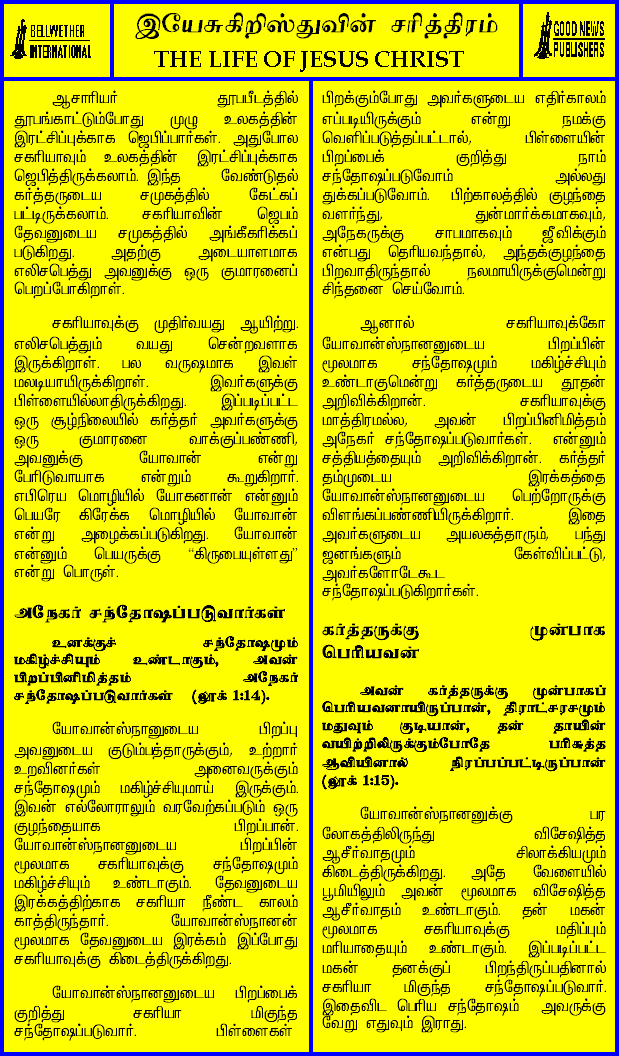 BELLWETHER
INTERNATIONAL
இயேசுகிறிஸ்துவின் சரித்திரம்
THE LIFE OF JESUS CHRIST
GOOD NEWS
PUBLISHERS
ஆசாரியர் தூபபீடத்தில்
தூபங்காட்டும்போது முழு உலகத்தின்
இரட்சிப்புக்காக ஜெபிப்பார்கள். அதுபோல
சகரியாவும் உலகத்தின் இரட்சிப்புக்காக
ஜெபித்திருக்கலாம். இந்த வேண்டுதல்
கர்த்தருடைய சமுகத்தில் கேட்கப்
பட்டிருக்கலாம். சகரியாவின் ஜெபம்
தேவனுடைய சமுகத்தில் அங்கீகரிக்கப்
படுகிறது. அதற்கு அடையாளமாக
எலிசபெத்து அவனுக்கு ஒரு குமாரனைப்
பெறப்போகிறாள்.
சகரியாவுக்கு முதிர்வயது ஆயிற்று.
எலிசபெத்தும் வயது சென்றவளாக
இருக்கிறாள். பல வருஷமாக இவள்
மலடியாயிருக்கிறாள். இவர்களுக்கு
பிள்ளையில்லாதிருக்கிறது. இப்படிப்பட்ட
ஒரு சூழ்நிலையில் கர்த்தர் அவர்களுக்கு
ஒரு குமாரனை வாக்குப்பண்ணி,
அவனுக்கு யோவான் என்று
பேரிடுவாயாக என்றும் கூறுகிறார்.
எபிரெய மொழியில் யோகனான் என்னும்
பெயரே கிரேக்க மொழியில் யோவான்
என்று அழைக்கப்படுகிறது. யோவான்
என்னும் பெயருக்கு “கிருபையுள்ளது”
என்று பொருள்.
அநேகர் சந்தோஷப்படுவார்கள்
உனக்குச் சந்தோஷமும்
மகிழ்ச்சியும் உண்டாகும், அவன்
பிறப்பினிமித்தம் அநேகர்
சந்தோஷப்படுவார்கள் (லூக் 1:14).
யோவான்ஸ்நானுடைய பிறப்பு
அவனுடைய குடும்பத்தாருக்கும், உற்றார்
உறவினர்கள் அனைவருக்கும்
சந்தோஷமும் மகிழ்ச்சியுமாய் இருக்கும்.
இவன் எல்லோராலும் வரவேற்கப்படும் ஒரு
குழந்தையாக பிறப்பான்.
யோவான்ஸ்நானனுடைய பிறப்பின்
மூலமாக சகரியாவுக்கு சந்தோஷமும்
மகிழ்ச்சியும் உண்டாகும். தேவனுடைய
இரக்கத்திற்காக சகரியா நீண்ட காலம்
காத்திருந்தார். யோவான்ஸ்நானன்
மூலமாக தேவனுடைய இரக்கம் இப்போது
சகரியாவுக்கு கிடைத்திருக்கிறது.
யோவான்ஸ்நானனுடைய பிறப்பைக்
குறித்து சகரியா மிகுந்த
சந்தோஷப்படுவார். பிள்ளைகள்
பிறக்கும்போது அவர்களுடைய எதிர்காலம்
எப்படியிருக்கும் என்று நமக்கு
வெளிப்படுத்தப்பட்டால், பிள்ளையின்
பிறப்பைக் குறித்து நாம்
சந்தோஷப்படுவோம் அல்லது
துக்கப்படுவோம். பிற்காலத்தில் குழந்தை
வளர்ந்து, துன்மார்க்கமாகவும்,
அநேகருக்கு சாபமாகவும் ஜீவிக்கும்
என்பது தெரியவந்தால், அந்தக்குழந்தை
பிறவாதிருந்தால் நலமாயிருக்குமென்று
சிந்தனை செய்வோம்.
ஆனால் சகரியாவுக்கோ
யோவான்ஸ்நானனுடைய பிறப்பின்
மூலமாக சந்தோஷமும் மகிழ்ச்சியும்
உண்டாகுமென்று கர்த்தருடைய தூதன்
அறிவிக்கிறான். சகரியாவுக்கு
மாத்திரமல்ல, அவன் பிறப்பினிமித்தம்
அநேகர் சந்தோஷப்படுவார்கள். என்னும்
சத்தியத்தையும் அறிவிக்கிறான். கர்த்தர்
தம்முடைய இரக்கத்தை
யோவான்ஸ்நானனுடைய பெற்றோருக்கு
விளங்கப்பண்ணியிருக்கிறார். இதை
அவர்களுடைய அயலகத்தாரும், பந்து
ஜனங்களும் கேள்விப்பட்டு,
அவர்களோடேகூட
சந்தோஷப்படுகிறார்கள்.
கர்த்தருக்கு முன்பாக
பெரியவன்
அவன் கர்த்தருக்கு முன்பாகப்
பெரியவனாயிருப்பான், திராட்சரசமும்
மதுவும் குடியான், தன் தாயின்
வயிற்றிலிருக்கும்போதே பரிசுத்த
ஆவியினால் நிரப்பப்பட்டிருப்பான்
(லூக் 1:15).
யோவான்ஸ்நானனுக்கு பர
லோகத்திலிருந்து விசேஷித்த
ஆசீர்வாதமும் சிலாக்கியமும்
கிடைத்திருக்கிறது. அதே வேளையில்
பூமியிலும் அவன் மூலமாக விசேஷித்த
ஆசீர்வாதம் உண்டாகும். தன் மகன்
மூலமாக சகரியாவுக்கு மதிப்பும்
மரியாதையும் உண்டாகும். இப்படிப்பட்ட
மகன் தனக்குப் பிறந்திருப்பதினால்
சகரியா மிகுந்த சந்தோஷப்படுவார்.
இதைவிட பெரிய சந்தோஷம் அவருக்கு
வேறு எதுவும் இராது.